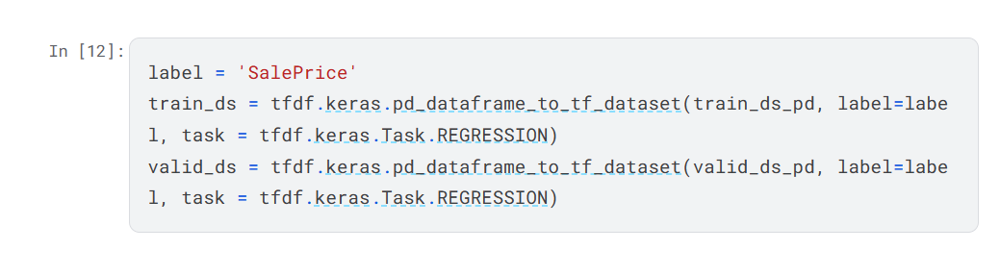 In [12]:
label = 'SalePrice'
train_ds = tfdf.keras.pd_dataframe_to_tf_dataset(train_ds_pd, label=labe
l, task = tfdf.keras.Task.REGRESSION)
valid_ds = tfdf.keras.pd_dataframe_to_tf_dataset(valid_ds_pd, label=labe
l, task = tfdf.keras.Task.REGRESSION)